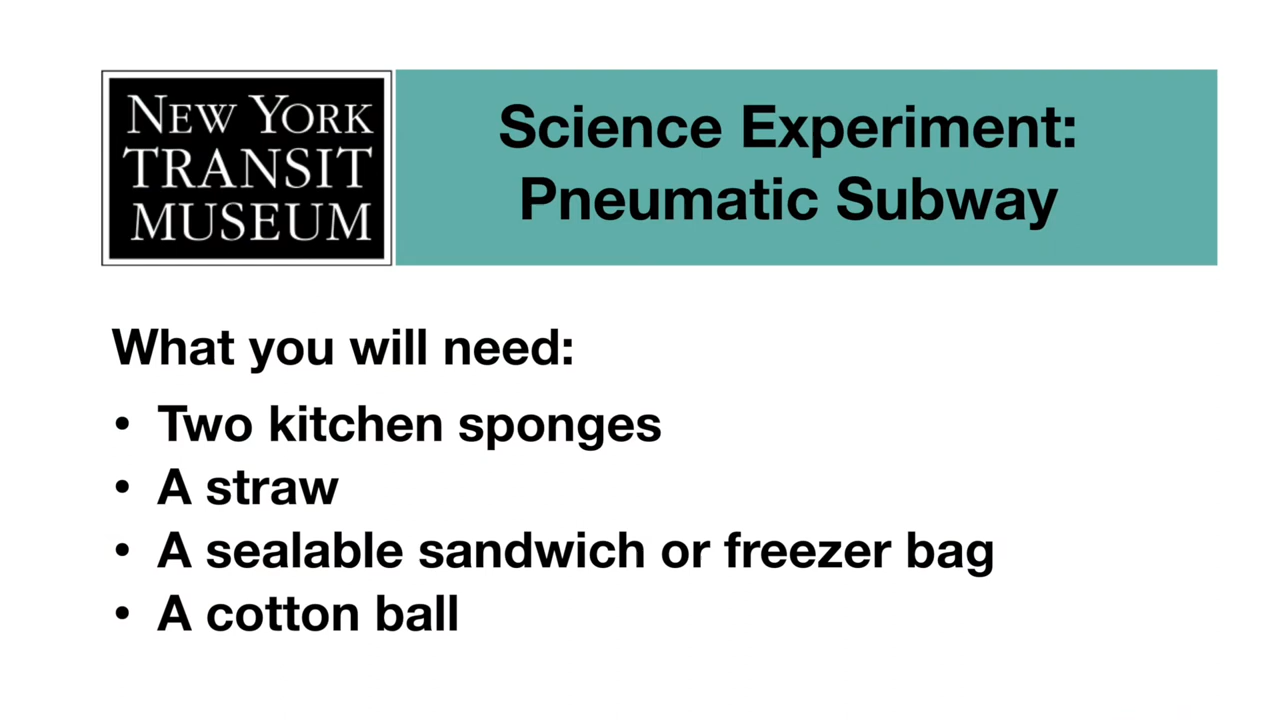 NEW YORK
TRANSIT
MUSEUM
Science Experiment:
Pneumatic Subway
What you will need:
• Two kitchen sponges
• A straw
• A sealable sandwich or freezer bag
• A cotton ball